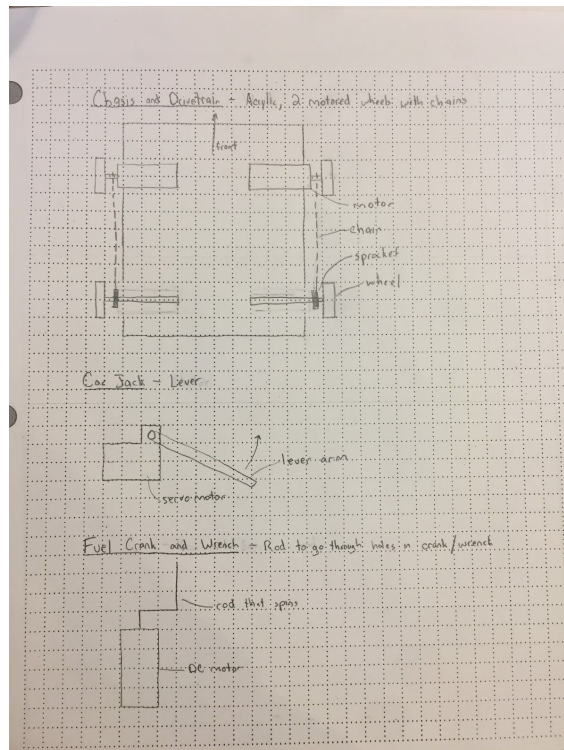 Chasis and Drivetrain - Acrylic, 2 motored wheels with chains
front
motor
chain
sprocket
wheel
Car Jack - Lever
lever arm
servo motor
Fuel Crank and Wrench - Rod to go through holes in crank/wrench
rod that spins
DC motor